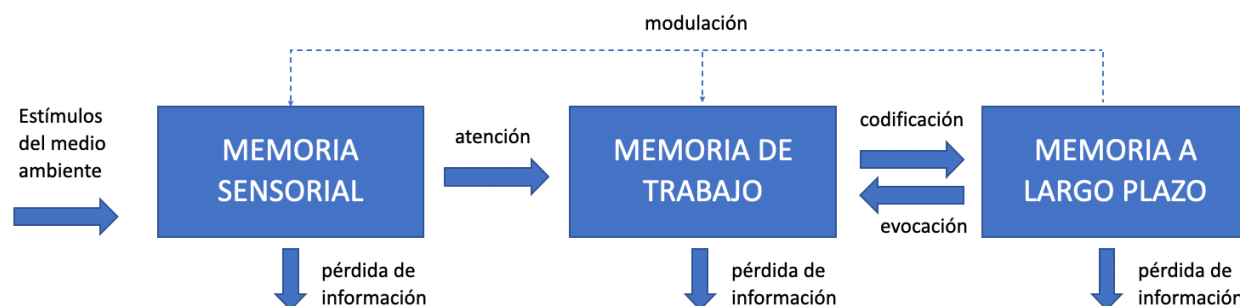 modulación
Estímulos
del medio
ambiente
MEMORIA
SENSORIAL
atención
MEMORIA DE
TRABAJO
codificación
evocación
MEMORIA A
LARGO PLAZO
pérdida de
información
pérdida de
información
pérdida de
información